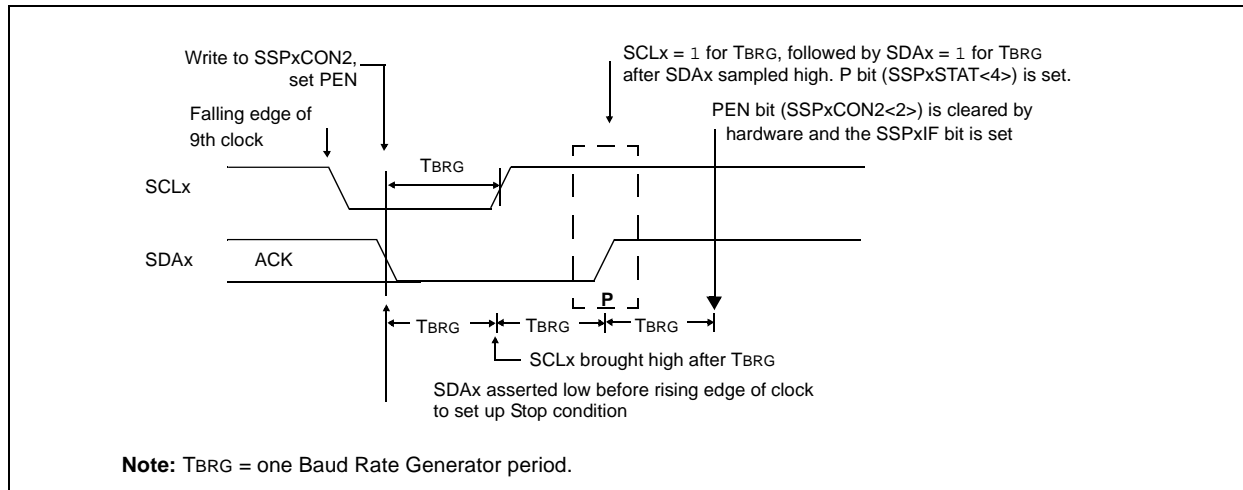 Write to SSPxCON2,
set PEN
SCLx = 1 for TBRG, followed by SDAx = 1 for TBRG
after SDAx sampled high. P bit (SSPxSTAT<4>) is set.
Falling edge of
9th clock
PEN bit (SSPxCON2<2>) is cleared by
hardware and the SSPxIF bit is set
TBRG
SCLx
SDAx
ACK
P
TBRG
TBRG
TBRG
SCLx brought high after TBRG
SDAx asserted low before rising edge of clock
to set up Stop condition
Note: TBRG = one Baud Rate Generator period.